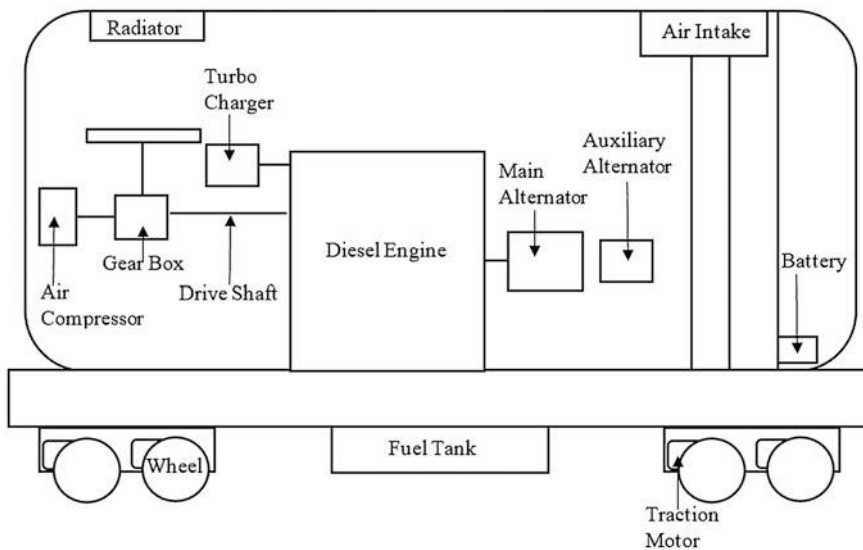 Radiator
Air Intake
Turbo
Charger
Auxiliary
Alternator
Main
Alternator
Diesel Engine
Battery
Gear Box
Drive Shaft
Air
Compressor
Fuel Tank
Wheel
Traction
Motor